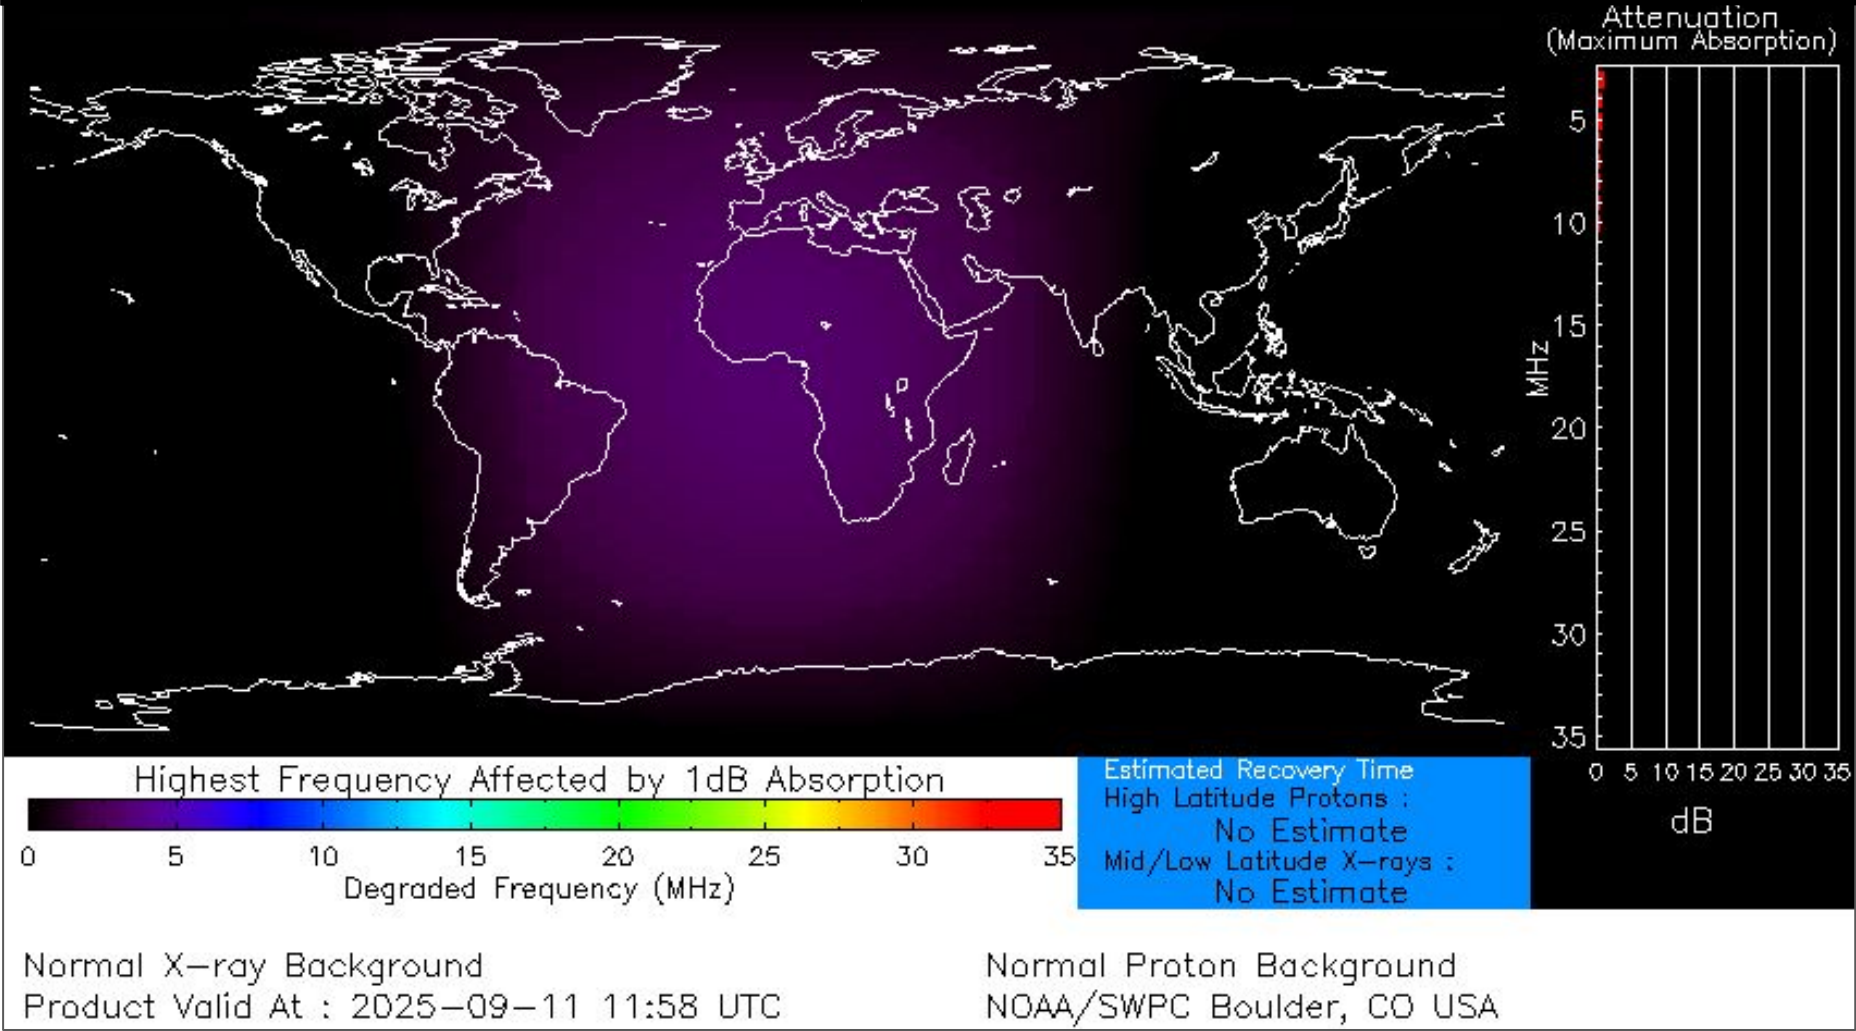 Attenuation
(Maximum Absorption)
5
10
15
20
25
30
35
MHz
0 5 10 15 20 25 30 35
dB
Highest Frequency Affected by 1dB Absorption
0 5 10 15 20 25 30 35
Degraded Frequency (MHz)
Estimated Recovery Time
High Latitude Protons :
No Estimate
Mid/Low Latitude X-rays :
No Estimate
Normal X-ray Background
Product Valid At : 2025-09-11 11:58 UTC
Normal Proton Background
NOAA/SWPC Boulder, CO USA